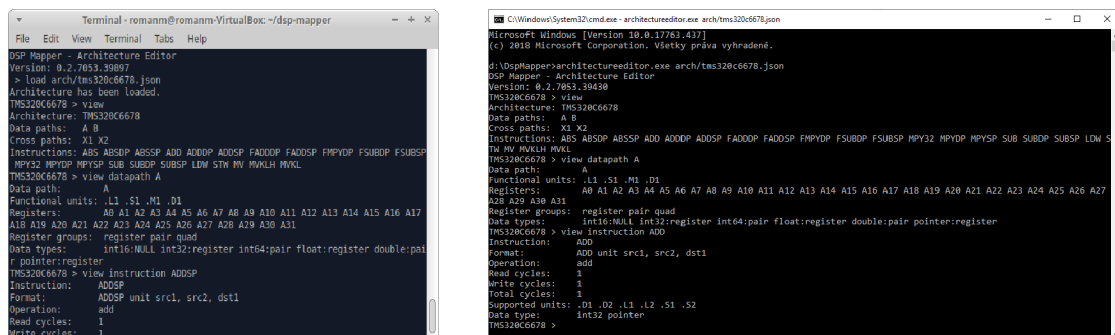 Terminal - romanm@romanm-VirtualBox: ~/dsp-mapper
File Edit View Terminal Tabs Help
DSP Mapper - Architecture Editor
Version: 0.2.7053.39897
> load arch/tms320c6678.json
Architecture has been loaded.
TMS320C6678 > view
Architecture: TMS320C6678
Data paths: A B
Cross paths: X1 X2
Instructions: ABS ABSDP ABSSP ADD ADDDP ADDSP FADDDP FADDSP FMPYDP FSUBDP FSUBSP
MPY32 MPYDP MPYSP SUB SUBDP SUBSP LDW STW MV MVKLH MVKL
TMS320C6678 > view datapath A
Data path: A
Functional units: .L1 .S1 .M1 .D1
Registers: A0 A1 A2 A3 A4 A5 A6 A7 A8 A9 A10 A11 A12 A13 A14 A15 A16 A17
A18 A19 A20 A21 A22 A23 A24 A25 A26 A27 A28 A29 A30 A31
Register groups: register pair quad
Data types: int16:NULL int32:register int64:pair float:register double:pai
r pointer:register
TMS320C6678 > view instruction ADDSP
Instruction: ADDSP
Format: ADDSP unit src1, src2, dst1
Operation: add
Read cycles: 1
Write cycles: 1
C:\Windows\System32\cmd.exe - architectureeditor.exe arch/tms320c6678.json
Microsoft Windows [Version 10.0.17763.437]
(c) 2018 Microsoft Corporation. Všetky práva vyhradené.
d:\DspMapper>architectureeditor.exe arch/tms320c6678.json
DSP Mapper - Architecture Editor
Version: 0.2.7053.39430
TMS320C6678 > view
Architecture: TMS320C6678
Data paths: A B
Cross paths: X1 X2
Instructions: ABS ABSDP ABSSP ADD ADDDP ADDSP FADDDP FADDSP FMPYDP FSUBDP FSUBSP MPY32 MPYDP MPYSP SUB SUBDP SUBSP LDW S
TW MV MVKLH MVKL
TMS320C6678 > view datapath A
Data path: A
Functional units: .L1 .S1 .M1 .D1
Registers: A0 A1 A2 A3 A4 A5 A6 A7 A8 A9 A10 A11 A12 A13 A14 A15 A16 A17 A18 A19 A20 A21 A22 A23 A24 A25 A26 A27
A28 A29 A30 A31
Register groups: register pair quad
Data types: int16:NULL int32:register int64:pair float:register double:pair pointer:register
TMS320C6678 > view instruction ADD
Instruction: ADD
Format: ADD unit src1, src2, dst1
Operation: add
Read cycles: 1
Write cycles: 1
Total cycles: 1
Supported units: .D1 .D2 .L1 .L2 .S1 .S2
Data type: int32 pointer
TMS320C6678 >